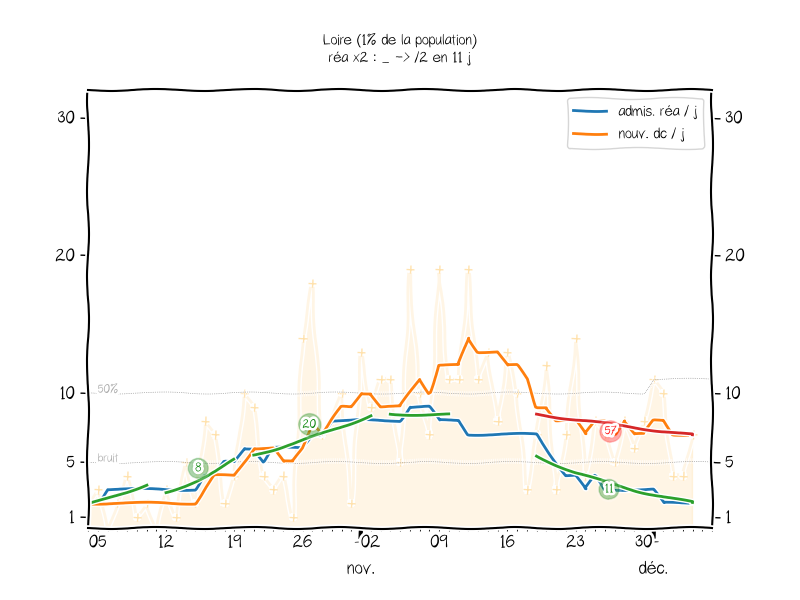 Loire (1% de la population)
réa x2 : _ -> /2 en 11 j
admis. réa / j
nouv. dc / j
30
30
20
20
50%
10
10
20
57
bruit
8
5
5
11
1
1
05 12 19 26 02 09 16 23 30
nov. déc.